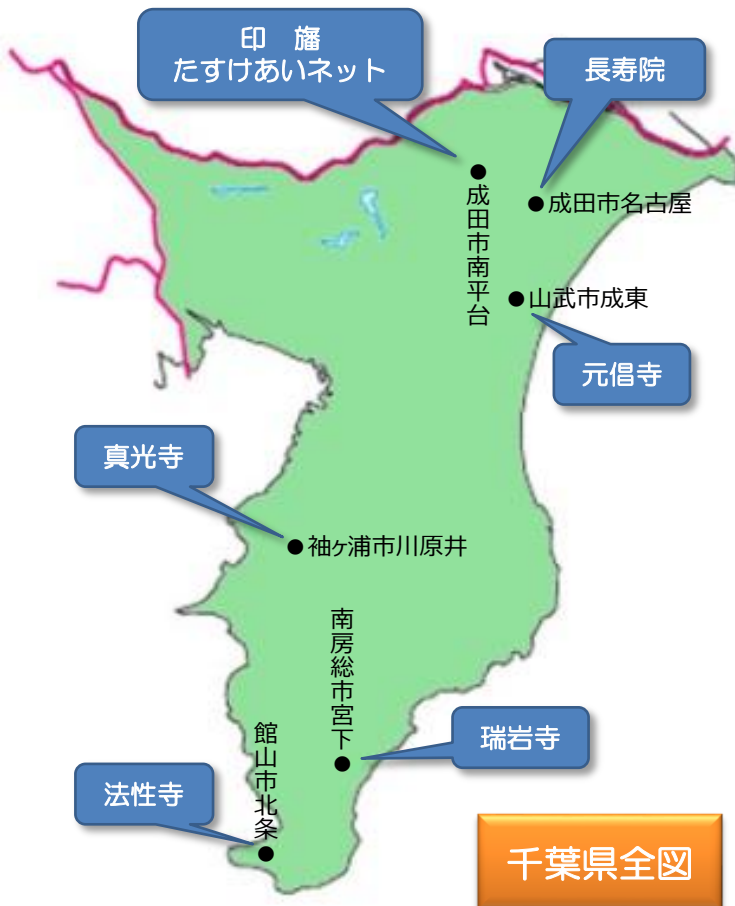 印　旛
たすけあいネット
長寿院
成田市南平台
成田市名古屋
山武市成東
元倡寺
真光寺
袖ヶ浦市川原井
南房総市宮下
瑞岩寺
館山市北条
法性寺
千葉県全図